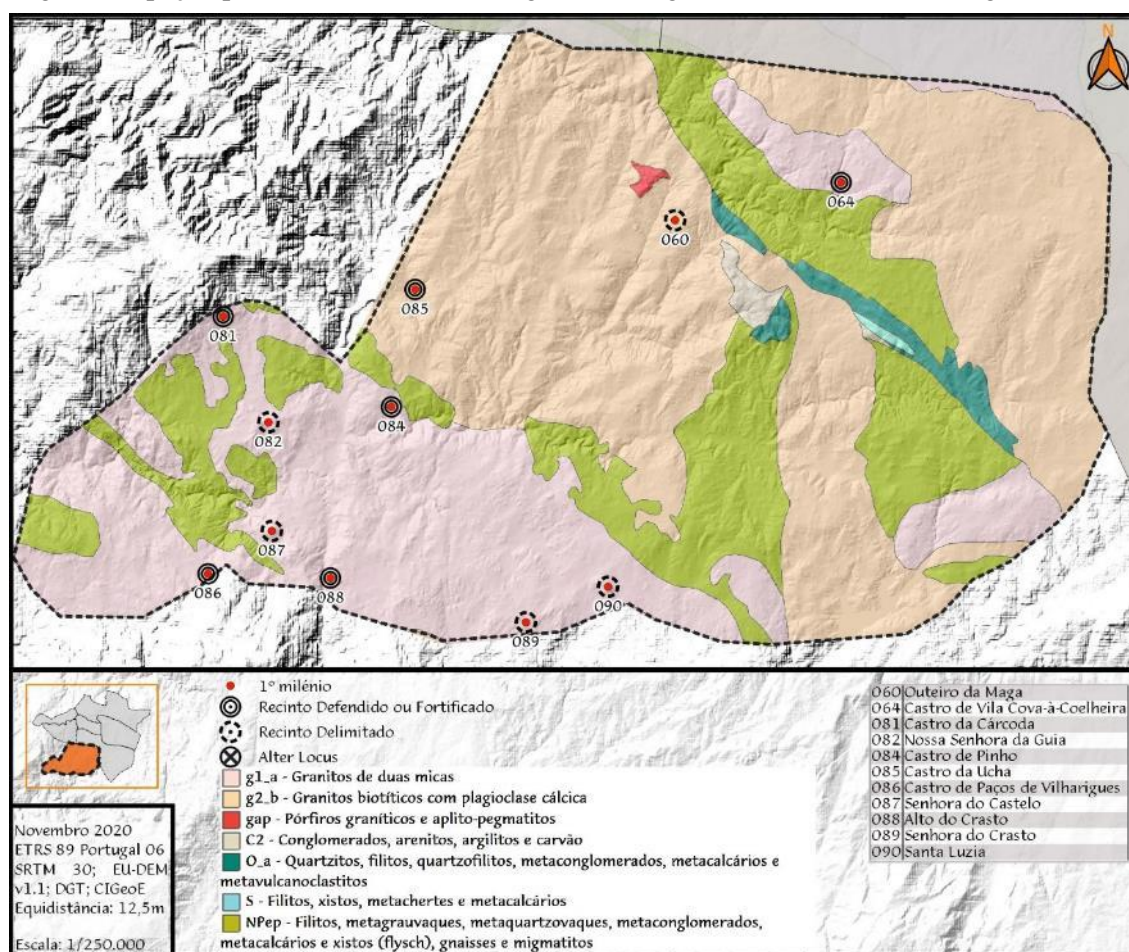 N
064
060
085
081
084
082
087
086
088
090
089
1º milénio
Recinto Defendido ou Fortificado
Recinto Delimitado
Alter Locus
g1_a - Granitos de duas micas
g2_b - Granitos biotíticos com plagioclase cálcica
gap - Pórfiros graníticos e aplito-pegmatitos
C2 - Conglomerados, arenitos, argilitos e carvão
O_a - Quartzitos, filitos, quartzofilitos, metaconglomerados, metacalcários e
metavulcanoclastitos
S - Filitos, xistos, metachertes e metacalcários
NPep - Filitos, metagrauvaques, metaquartzovaques, metaconglomerados,
metacalcários e xistos (flysch), gnaisses e migmatitos
Novembro 2020
ETRS 89 Portugal 06
SRTM 30; EU-DEM
v1.1; DGT; CIGeoE
Equidistância: 12,5m
Escala: 1/250.000
060 Outeiro da Maga
064 Castro de Vila Cova-à-Coelheira
081 Castro da Cárcoda
082 Nossa Senhora da Guia
084 Castro de Pinho
085 Castro da Ucha
086 Castro de Paços de Vilharigues
087 Senhora do Castelo
088 Alto do Crasto
089 Senhora do Crasto
090 Santa Luzia